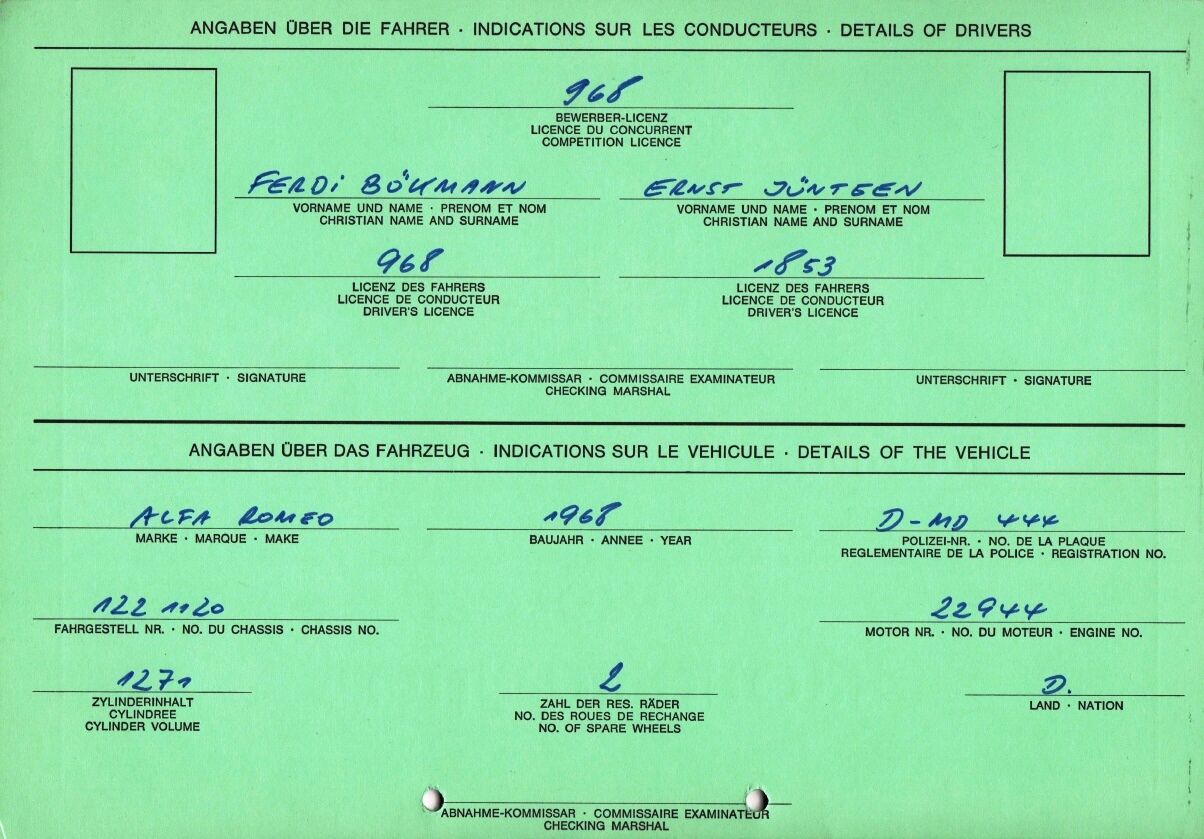 ANGABEN ÜBER DIE FAHRER · INDICATIONS SUR LES CONDUCTEURS · DETAILS OF DRIVERS
968
BEWERBER-LICENZ
LICENCE DU CONCURRENT
COMPETITION LICENCE
FERDI BÖKMANN
VORNAME UND NAME · PRENOM ET NOM
CHRISTIAN NAME AND SURNAME
ERNST JÜNTGEN
VORNAME UND NAME · PRENOM ET NOM
CHRISTIAN NAME AND SURNAME
968
LICENZ DES FAHRERS
LICENCE DE CONDUCTEUR
DRIVER'S LICENCE
1853
LICENZ DES FAHRERS
LICENCE DE CONDUCTEUR
DRIVER'S LICENCE
UNTERSCHRIFT · SIGNATURE
ABNAHME-KOMMISSAR · COMMISSAIRE EXAMINATEUR
CHECKING MARSHAL
UNTERSCHRIFT · SIGNATURE
ANGABEN ÜBER DAS FAHRZEUG · INDICATIONS SUR LE VEHICULE · DETAILS OF THE VEHICLE
ALFA ROMEO
MARKE · MARQUE · MAKE
1968
BAUJAHR · ANNEE · YEAR
D-MD 444
POLIZEI-NR. · NO. DE LA PLAQUE
REGLEMENTAIRE DE LA POLICE · REGISTRATION NO.
122 1120
FAHRGESTELL NR. · NO. DU CHASSIS · CHASSIS NO.
22944
MOTOR NR. · NO. DU MOTEUR · ENGINE NO.
1271
ZYLINDERINHALT
CYLINDREE
CYLINDER VOLUME
2
ZAHL DER RES. RÄDER
NO. DES ROUES DE RECHANGE
NO. OF SPARE WHEELS
D.
LAND · NATION
ABNAHME-KOMMISSAR · COMMISSAIRE EXAMINATEUR
CHECKING MARSHAL